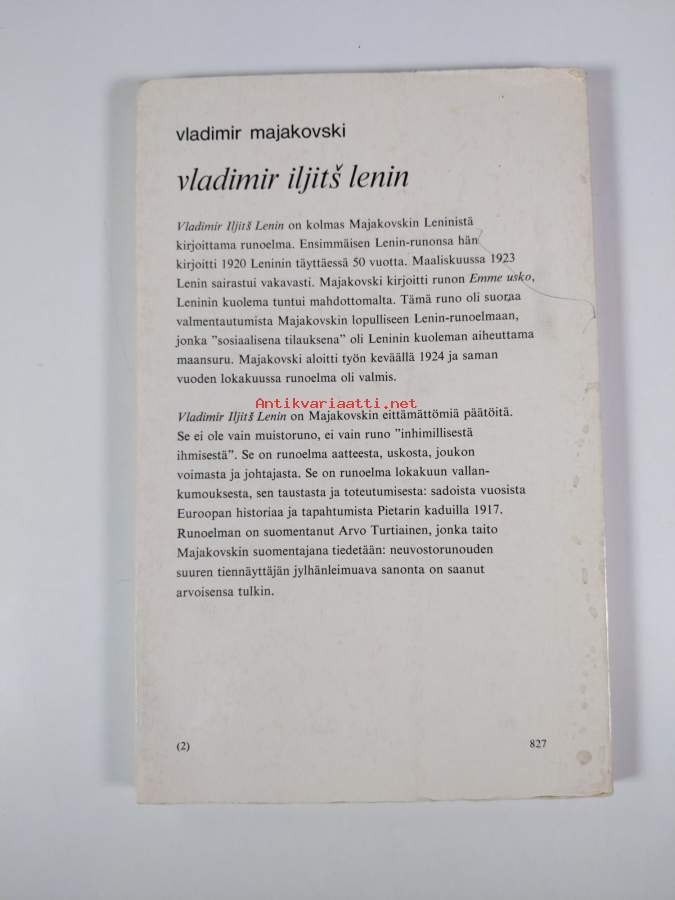 vladimir majakovski
vladimir iljitš lenin
Vladimir Iljitš Lenin on kolmas Majakovskin Leninistä
kirjoittama runoelma. Ensimmäisen Lenin-runonsa hän
kirjoitti 1920 Leninin täyttäessä 50 vuotta. Maaliskuussa 1923
Lenin sairastui vakavasti. Majakovski kirjoitti runon Emme usko,
Leninin kuolema tuntui mahdottomalta. Tämä runo oli suoraa
valmentautumista Majakovskin lopulliseen Lenin-runoelmaan,
jonka ”sosiaalisena tilauksena” oli Leninin kuoleman aiheuttama
maansuru. Majakovski aloitti työn keväällä 1924 ja saman
vuoden lokakuussa runoelma oli valmis.
Antikvariaatti.net
Vladimir Iljitš Lenin on Majakovskin eittämättömiä päätöitä.
Se ei ole vain muistoruno, ei vain runo ”inhimillisestä
ihmisestä”. Se on runoelma aatteesta, uskosta, joukon
voimasta ja johtajasta. Se on runoelma lokakuun vallan-
kumouksesta, sen taustasta ja toteutumisesta: sadoista vuosista
Euroopan historiaa ja tapahtumista Pietarin kaduilla 1917.
Runoelman on suomentanut Arvo Turtiainen, jonka taito
Majakovskin suomentajana tiedetään: neuvostorunouden
suuren tiennäyttäjän jylhänleimuava sanonta on saanut
arvoisensa tulkin.
(2) 827